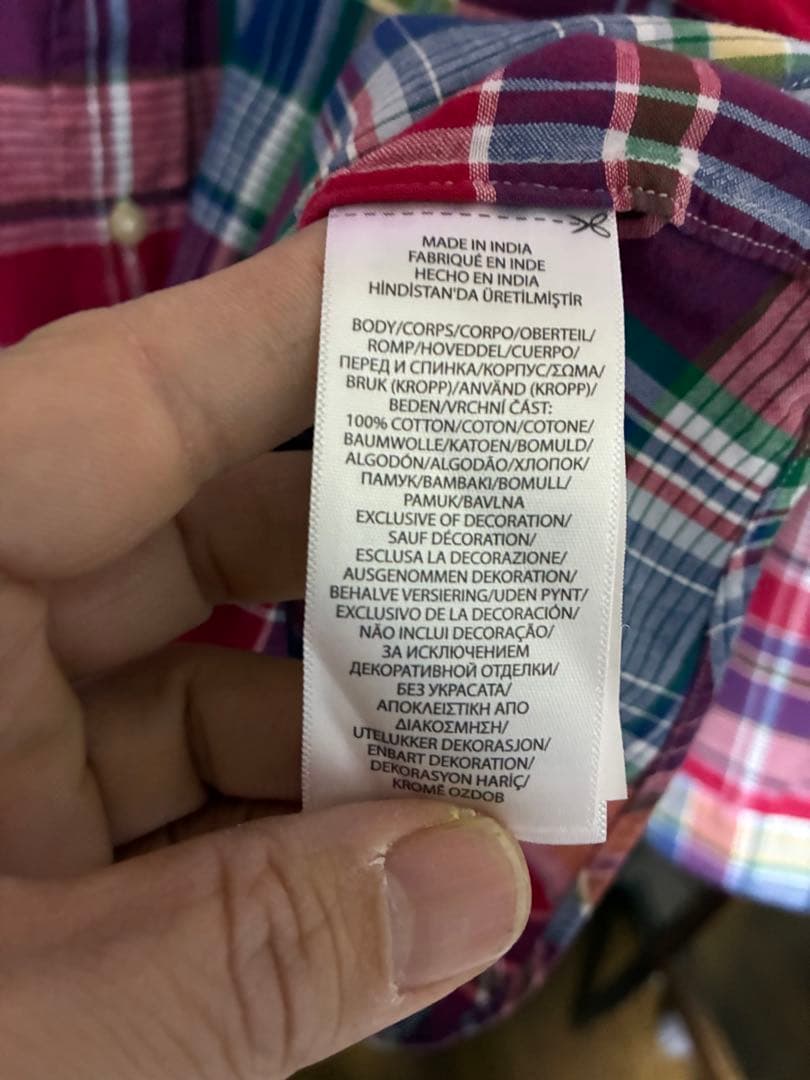 MADE IN INDIA
FABRIQUÉ EN INDE
HECHO EN INDIA
HİNDİSTAN'DA ÜRETİLMİŞTİR
BODY/CORPS/CORPO/OBERTEIL/
ROMP/HOVEDDEL/CUERPO/
ПЕРЕД И СПИНКА/КОРПУС/ΣΩΜΑ/
BRUK (KROPP)/ANVÄND (KROPP)/
BEDEN/VRCHNÍ ČÁST:
100% COTTON/COTON/COTONE/
BAUMWOLLE/KATOEN/BOMULD/
ALGODÓN/ALGODÃO/ХЛОПОК/
ПАМУК/ΒΑΜΒΑΚΙ/BOMULL/
PAMUK/BAVLNA
EXCLUSIVE OF DECORATION/
SAUF DÉCORATION/
ESCLUSA LA DECORAZIONE/
AUSGENOMMEN DEKORATION/
BEHALVE VERSIERING/UDEN PYNT/
EXCLUSIVO DE LA DECORACIÓN/
NÃO INCLUI DECORAÇÃO/
ЗА ИСКЛЮЧЕНИЕМ
ДЕКОРАТИВНОЙ ОТДЕЛКИ/
БЕЗ УКРАСАТА/
ΑΠΟΚΛΕΙΣΤΙΚΗ ΑΠΟ
ΔΙΑΚΟΣΜΗΣΗ/
UTELUKKER DEKORASJON/
ENBART DEKORATION/
DEKORASYON HARİÇ/
KROMĚ OZDOB